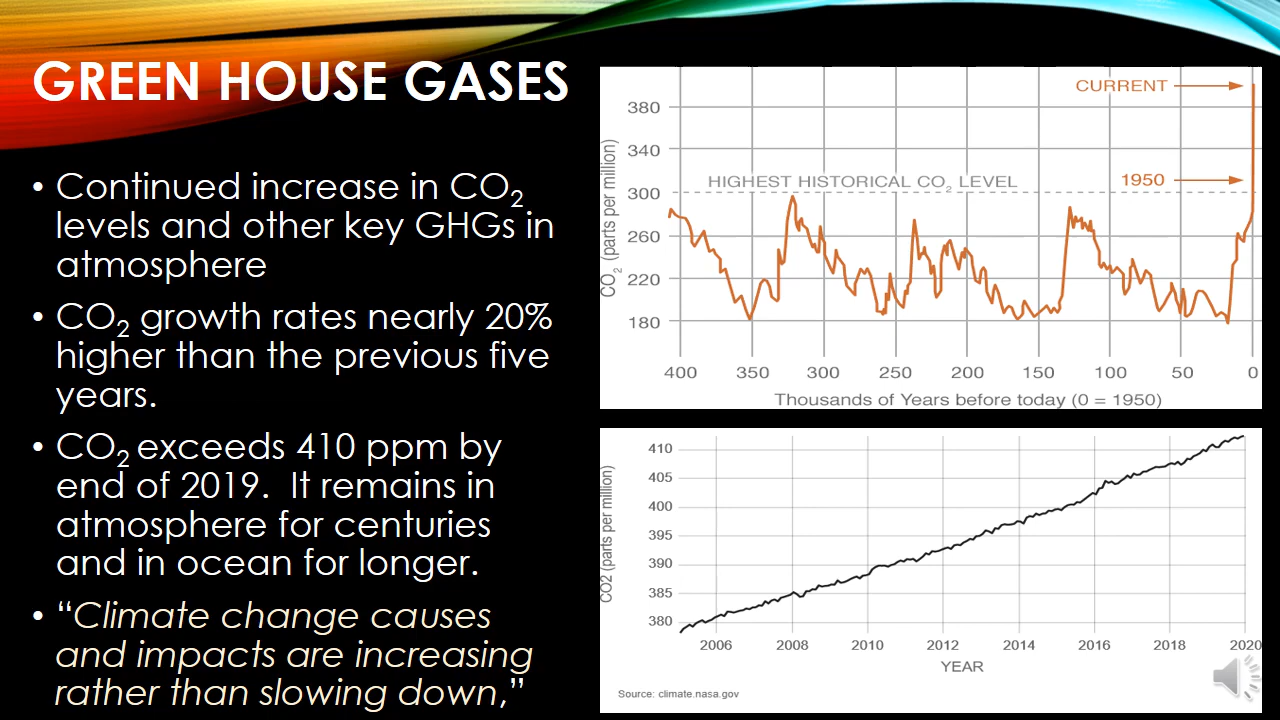 GREEN HOUSE GASES
• Continued increase in CO₂
levels and other key GHGs in
atmosphere
• CO₂ growth rates nearly 20%
higher than the previous five
years.
• CO₂ exceeds 410 ppm by
end of 2019. It remains in
atmosphere for centuries
and in ocean for longer.
• “Climate change causes
and impacts are increasing
rather than slowing down,”
CURRENT
380
340
HIGHEST HISTORICAL CO₂ LEVEL
1950
300
260
220
180
CO₂ (parts per million)
400 350 300 250 200 150 100 50 0
Thousands of Years before today (0 = 1950)
410
405
400
395
390
385
380
CO2 (parts per million)
2006 2008 2010 2012 2014 2016 2018 2020
YEAR
Source: climate.nasa.gov